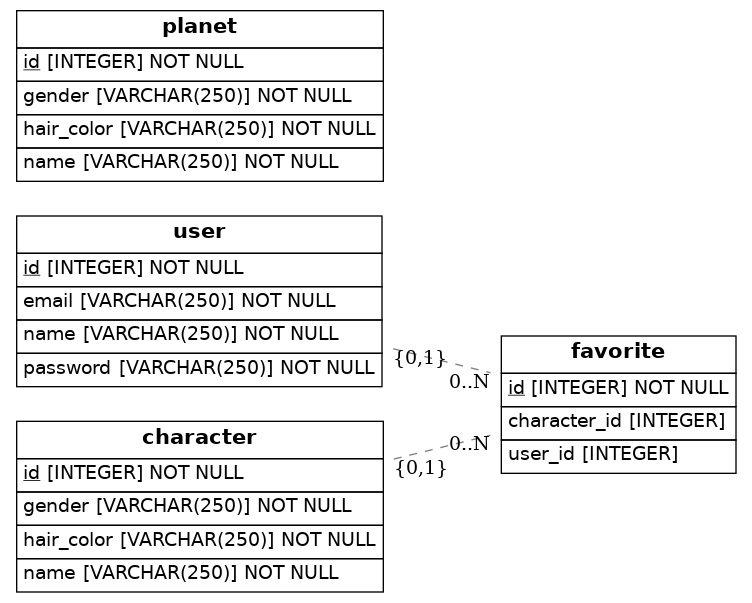 planet
id [INTEGER] NOT NULL
gender [VARCHAR(250)] NOT NULL
hair_color [VARCHAR(250)] NOT NULL
name [VARCHAR(250)] NOT NULL
user
id [INTEGER] NOT NULL
email [VARCHAR(250)] NOT NULL
name [VARCHAR(250)] NOT NULL
password [VARCHAR(250)] NOT NULL
{0,1}
0..N
favorite
id [INTEGER] NOT NULL
character_id [INTEGER]
user_id [INTEGER]
character
id [INTEGER] NOT NULL
gender [VARCHAR(250)] NOT NULL
hair_color [VARCHAR(250)] NOT NULL
name [VARCHAR(250)] NOT NULL
0..N
{0,1}